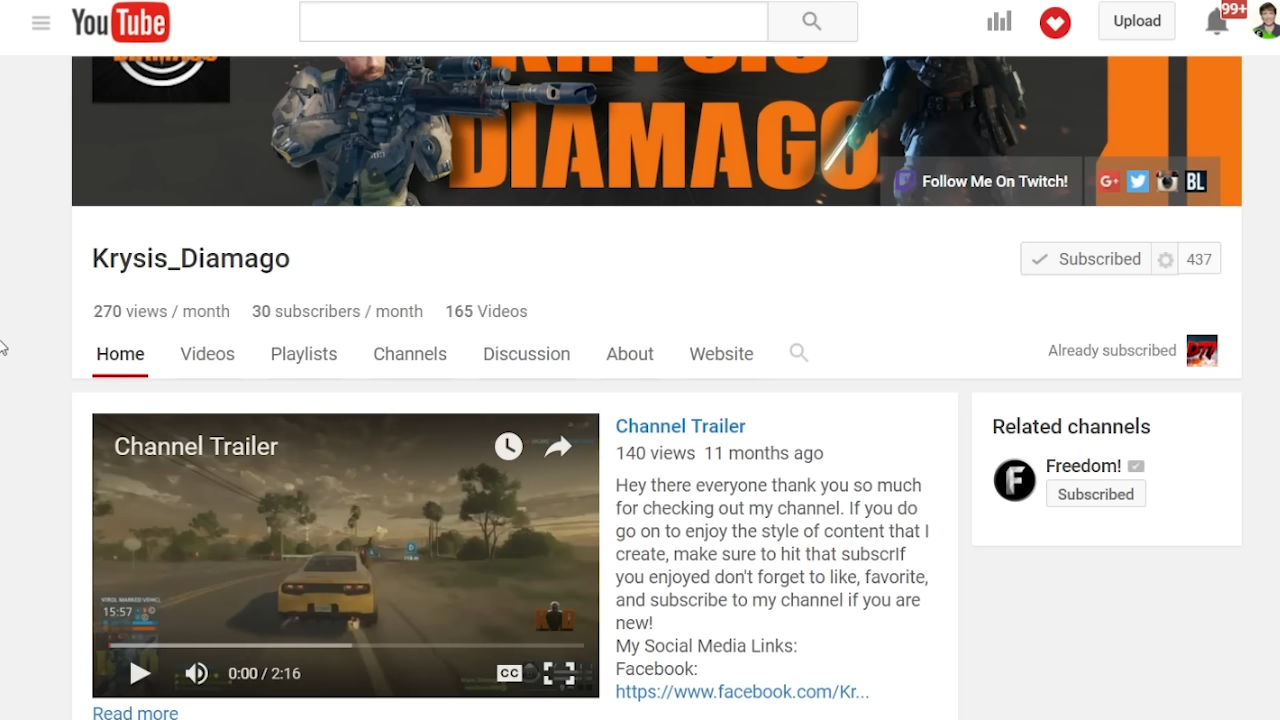 YouTube
Upload
99+
KRYSIS
DIAMAGO
Follow Me On Twitch!
G+
BL
Krysis_Diamago
Subscribed
437
270 views / month 30 subscribers / month 165 Videos
Home Videos Playlists Channels Discussion About Website
Already subscribed
Channel Trailer
15:57
0:00 / 2:16
CC
Read more
Channel Trailer
140 views 11 months ago
Hey there everyone thank you so much
for checking out my channel. If you do
go on to enjoy the style of content that I
create, make sure to hit that subscrIf
you enjoyed don't forget to like, favorite,
and subscribe to my channel if you are
new!
My Social Media Links:
Facebook:
https://www.facebook.com/Kr...
Related channels
Freedom!
Subscribed